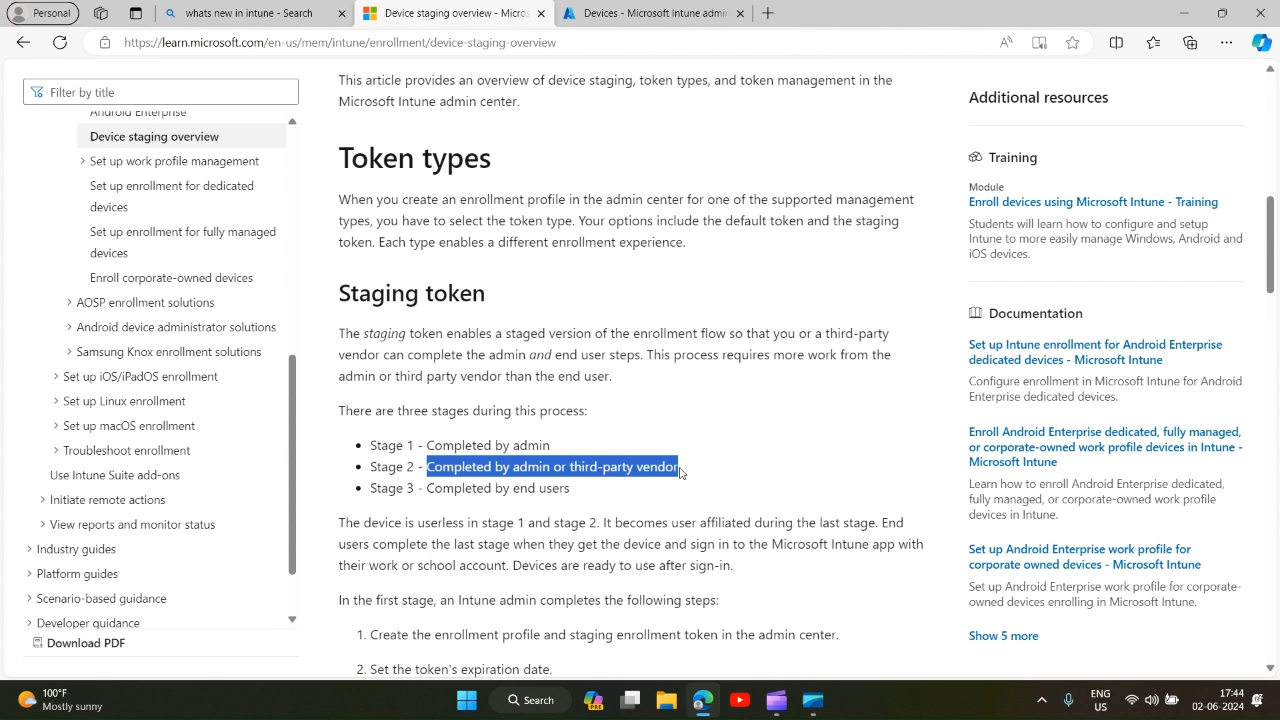 Personal
whats new in intune - Search
Device staging overview - Micros
Devices - Microsoft Intune admin
https://learn.microsoft.com/en-us/mem/intune/enrollment/device-staging-overview
Filter by title
Android Enterprise
Device staging overview
Set up work profile management
Set up enrollment for dedicated
devices
Set up enrollment for fully managed
devices
Enroll corporate-owned devices
AOSP enrollment solutions
Android device administrator solutions
Samsung Knox enrollment solutions
Set up iOS/iPadOS enrollment
Set up Linux enrollment
Set up macOS enrollment
Troubleshoot enrollment
Use Intune Suite add-ons
Initiate remote actions
View reports and monitor status
Industry guides
Platform guides
Scenario-based guidance
Developer guidance
Download PDF
This article provides an overview of device staging, token types, and token management in the
Microsoft Intune admin center.
Token types
When you create an enrollment profile in the admin center for one of the supported management
types, you have to select the token type. Your options include the default token and the staging
token. Each type enables a different enrollment experience.
Staging token
The staging token enables a staged version of the enrollment flow so that you or a third-party
vendor can complete the admin and end user steps. This process requires more work from the
admin or third party vendor than the end user.
There are three stages during this process:
• Stage 1 - Completed by admin
• Stage 2 - Completed by admin or third-party vendor
• Stage 3 - Completed by end users
The device is userless in stage 1 and stage 2. It becomes user affiliated during the last stage. End
users complete the last stage when they get the device and sign in to the Microsoft Intune app with
their work or school account. Devices are ready to use after sign-in.
In the first stage, an Intune admin completes the following steps:
1. Create the enrollment profile and staging enrollment token in the admin center.
2. Set the token's expiration date.
Additional resources
Training
Module
Enroll devices using Microsoft Intune - Training
Students will learn how to configure and setup
Intune to more easily manage Windows, Android and
iOS devices.
Documentation
Set up Intune enrollment for Android Enterprise
dedicated devices - Microsoft Intune
Configure enrollment in Microsoft Intune for Android
Enterprise dedicated devices.
Enroll Android Enterprise dedicated, fully managed,
or corporate-owned work profile devices in Intune -
Microsoft Intune
Learn how to enroll Android Enterprise dedicated,
fully managed, or corporate-owned work profile
devices in Intune.
Set up Android Enterprise work profile for
corporate owned devices - Microsoft Intune
Set up Android Enterprise work profile for corporate-
owned devices enrolling in Microsoft Intune.
Show 5 more
100°F
Mostly sunny
Search
PRE
ENG
US
17:44
02-06-2024